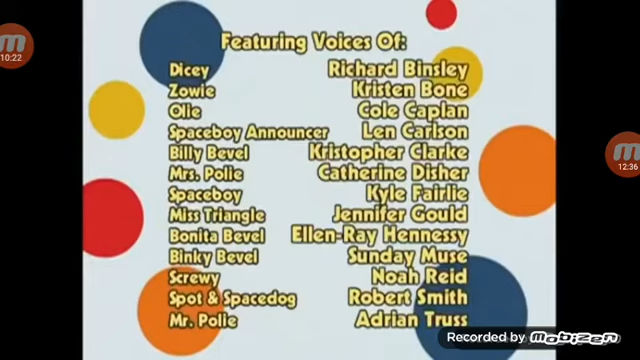 10:22
Featuring Voices Of:
Dicey Richard Binsley
Zowie Kristen Bone
Olie Cole Caplan
Spaceboy Announcer Len Carlson
Billy Bevel Kristopher Clarke
Mrs. Polie Catherine Disher
Spaceboy Kyle Fairlie
Miss Triangle Jennifer Gould
Bonita Bevel Ellen-Ray Hennessy
Binky Bevel Sunday Muse
Screwy Noah Reid
Spot & Spacedog Robert Smith
Mr. Polie Adrian Truss
12:36
Recorded by Mobizen